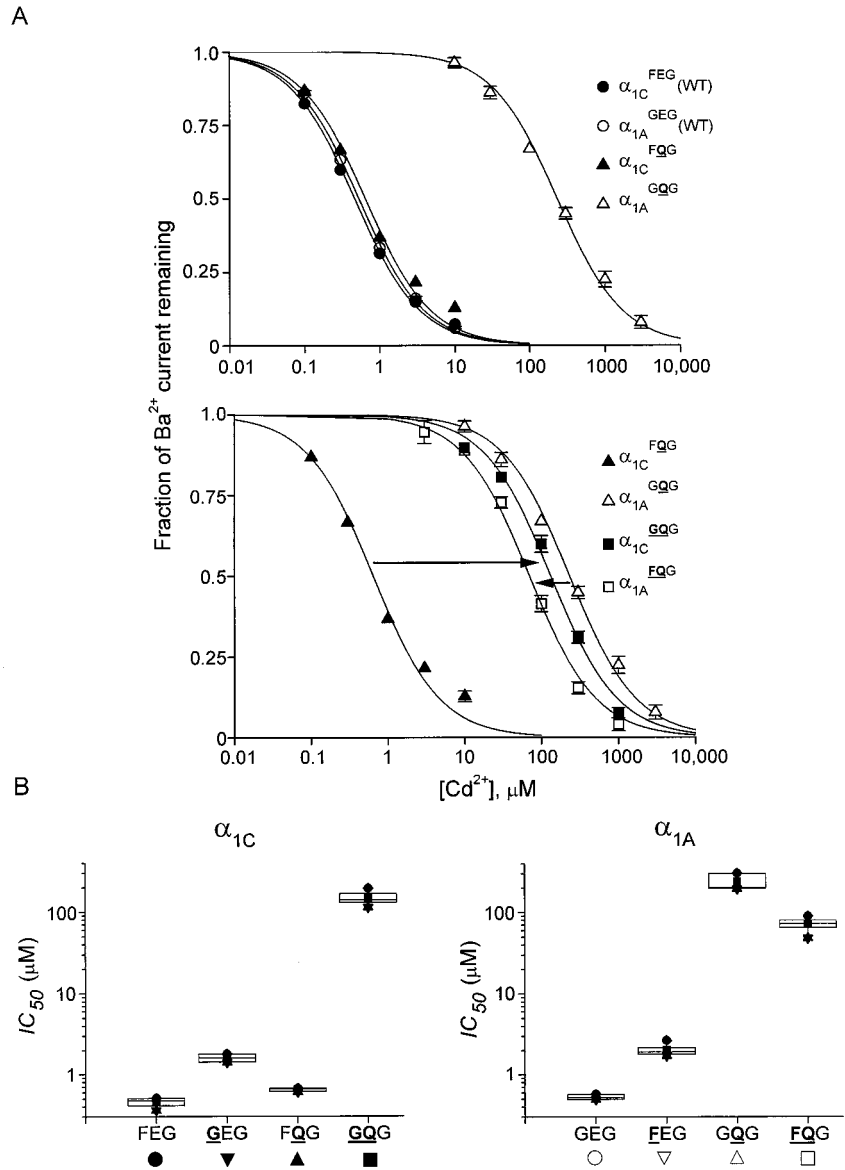 A
Fraction of Ba²⁺ current remaining
1.0
0.75
0.5
0.25
0
0.01 0.1 1 10 100 1000 10,000
α1C FEG (WT)
α1A GEG (WT)
α1C FQG
α1A GQG
1.0
0.75
0.5
0.25
0
0.01 0.1 1 10 100 1000 10,000
[Cd²⁺], μM
α1C FQG
α1A GQG
α1C GQG
α1A FQG
B
α1C
IC50 (μM)
100
10
1
FEG GEG FQG GQG
α1A
IC50 (μM)
100
10
1
GEG FEG GQG FQG